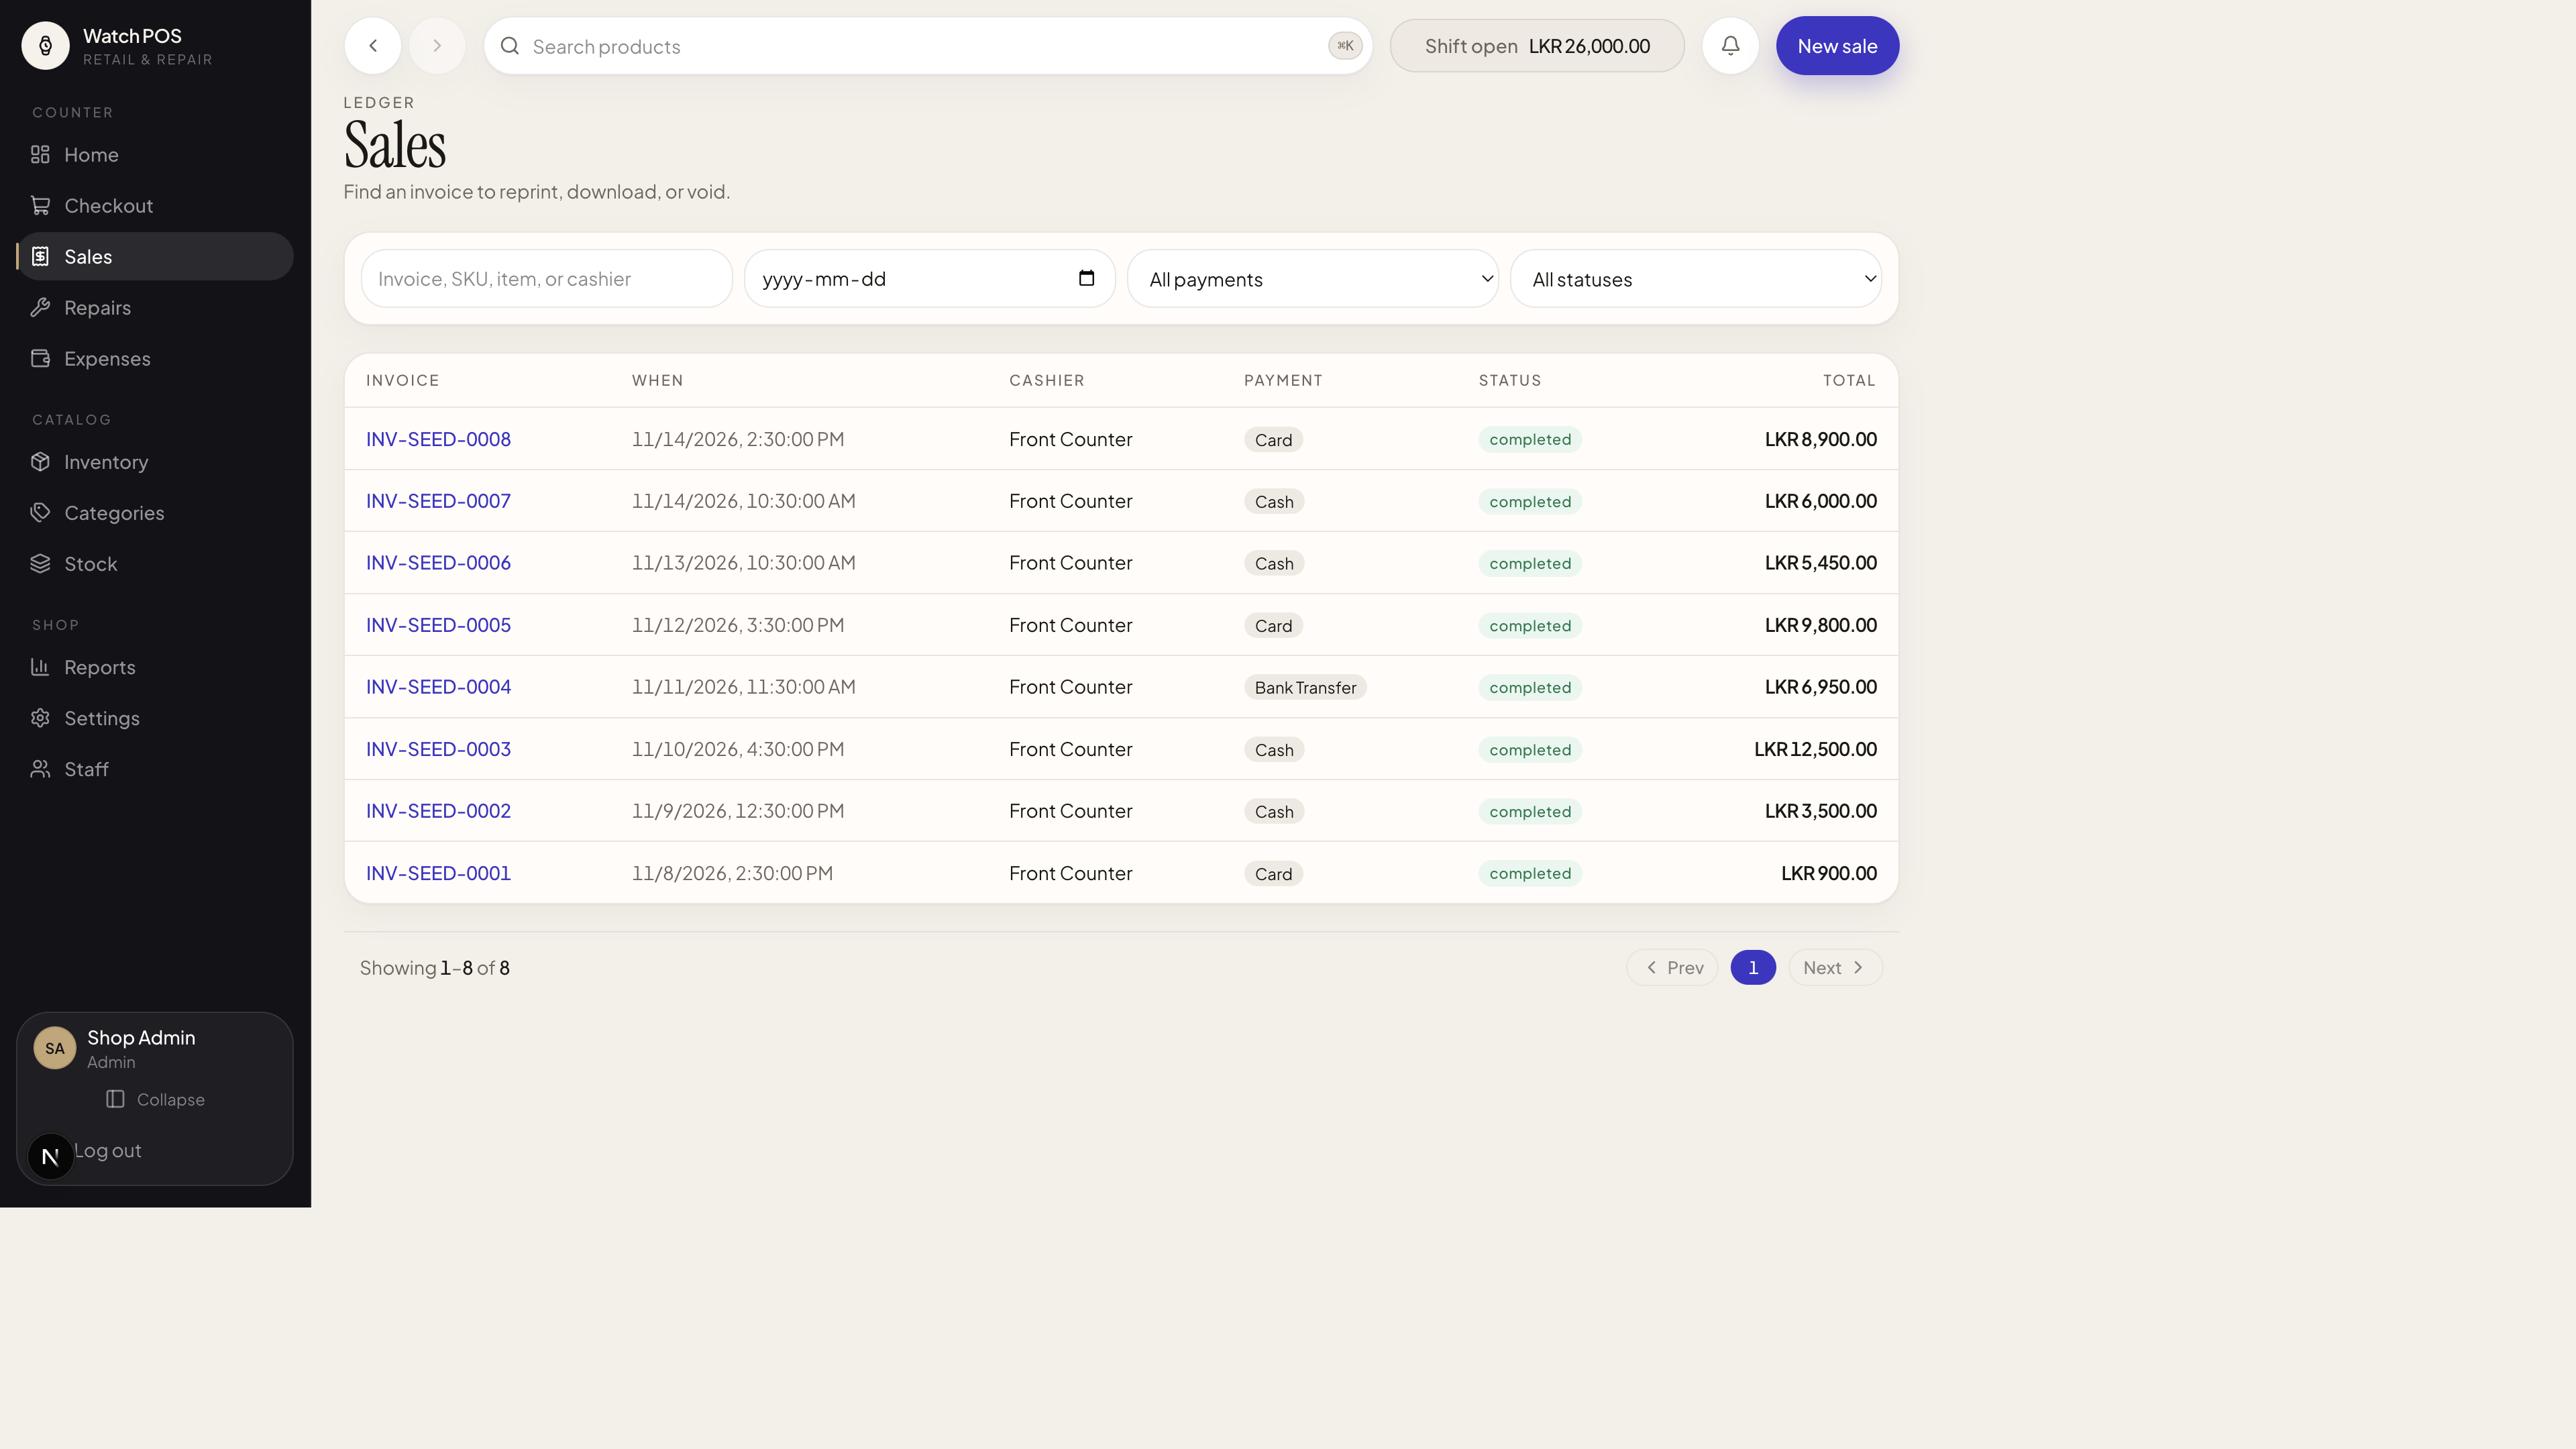 Watch POS
RETAIL & REPAIR
COUNTER
Home
Checkout
Sales
Repairs
Expenses
CATALOG
Inventory
Categories
Stock
SHOP
Reports
Settings
Staff
SA
Shop Admin
Admin
Collapse
N
Log out
Search products
⌘K
Shift open LKR 26,000.00
New sale
LEDGER
Sales
Find an invoice to reprint, download, or void.
Invoice, SKU, item, or cashier
yyyy-mm-dd
All payments
All statuses
INVOICE WHEN CASHIER PAYMENT STATUS TOTAL
INV-SEED-0008 11/14/2026, 2:30:00 PM Front Counter Card completed LKR 8,900.00
INV-SEED-0007 11/14/2026, 10:30:00 AM Front Counter Cash completed LKR 6,000.00
INV-SEED-0006 11/13/2026, 10:30:00 AM Front Counter Cash completed LKR 5,450.00
INV-SEED-0005 11/12/2026, 3:30:00 PM Front Counter Card completed LKR 9,800.00
INV-SEED-0004 11/11/2026, 11:30:00 AM Front Counter Bank Transfer completed LKR 6,950.00
INV-SEED-0003 11/10/2026, 4:30:00 PM Front Counter Cash completed LKR 12,500.00
INV-SEED-0002 11/9/2026, 12:30:00 PM Front Counter Cash completed LKR 3,500.00
INV-SEED-0001 11/8/2026, 2:30:00 PM Front Counter Card completed LKR 900.00
Showing 1–8 of 8
Prev 1 Next